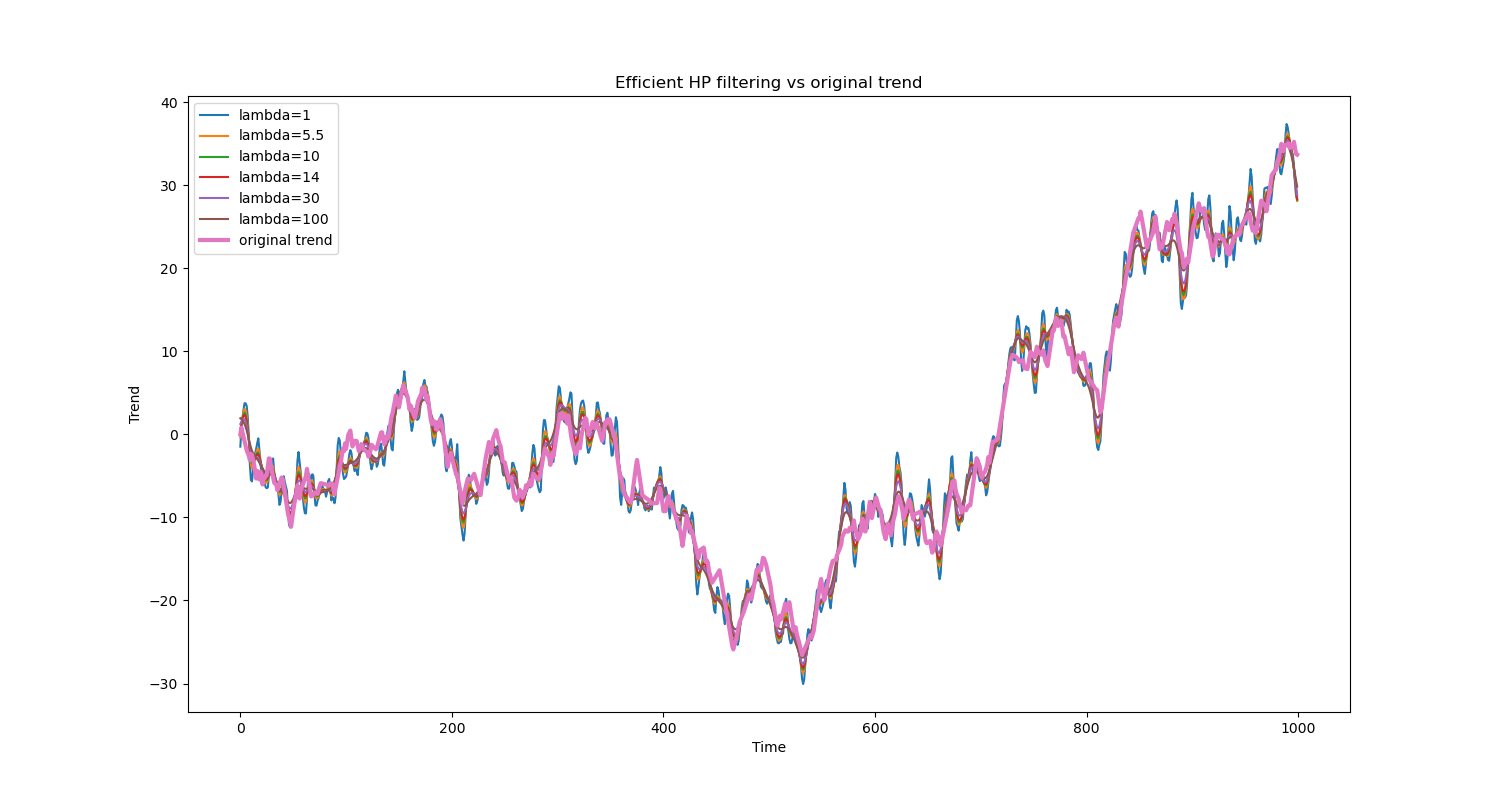 Efficient HP filtering vs original trend
40
30
20
10
0
−10
−20
−30
Trend
lambda=1
lambda=5.5
lambda=10
lambda=14
lambda=30
lambda=100
original trend
0 200 400 600 800 1000
Time